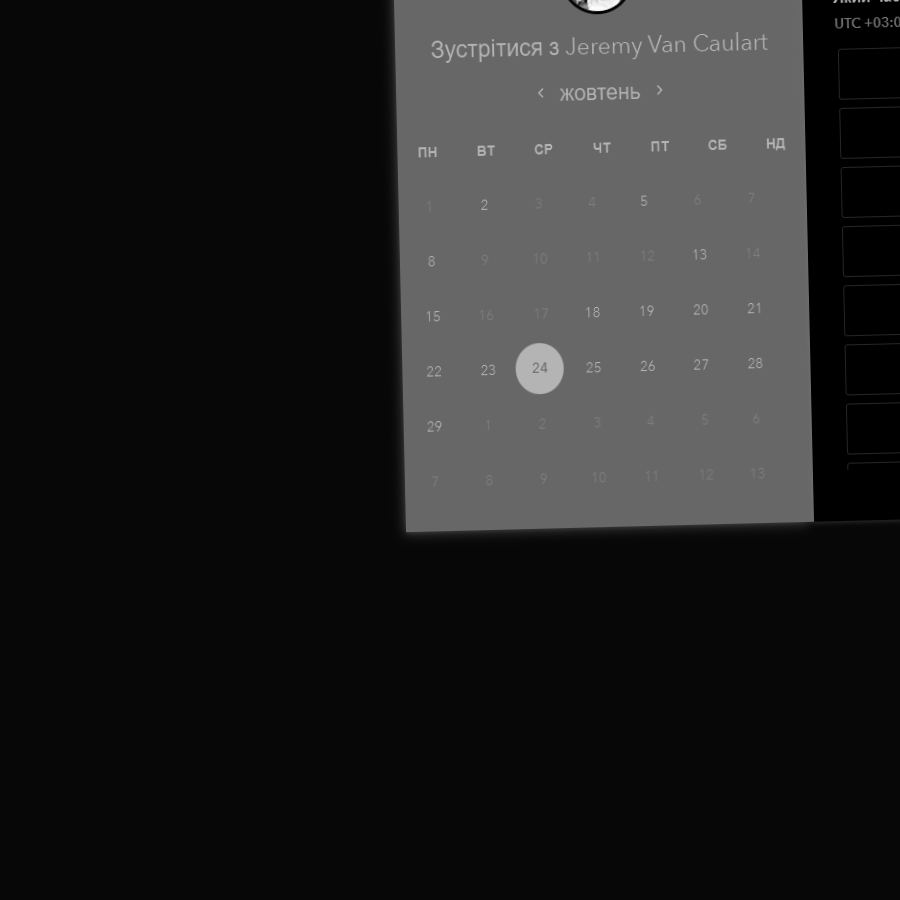 Зустрітися з Jeremy Van Caulart
‹ жовтень ›
ПН ВТ СР ЧТ ПТ СБ НД
1 2 3 4 5 6 7
8 9 10 11 12 13 14
15 16 17 18 19 20 21
22 23 24 25 26 27 28
29 1 2 3 4 5 6
7 8 9 10 11 12 13
UTC +03:0